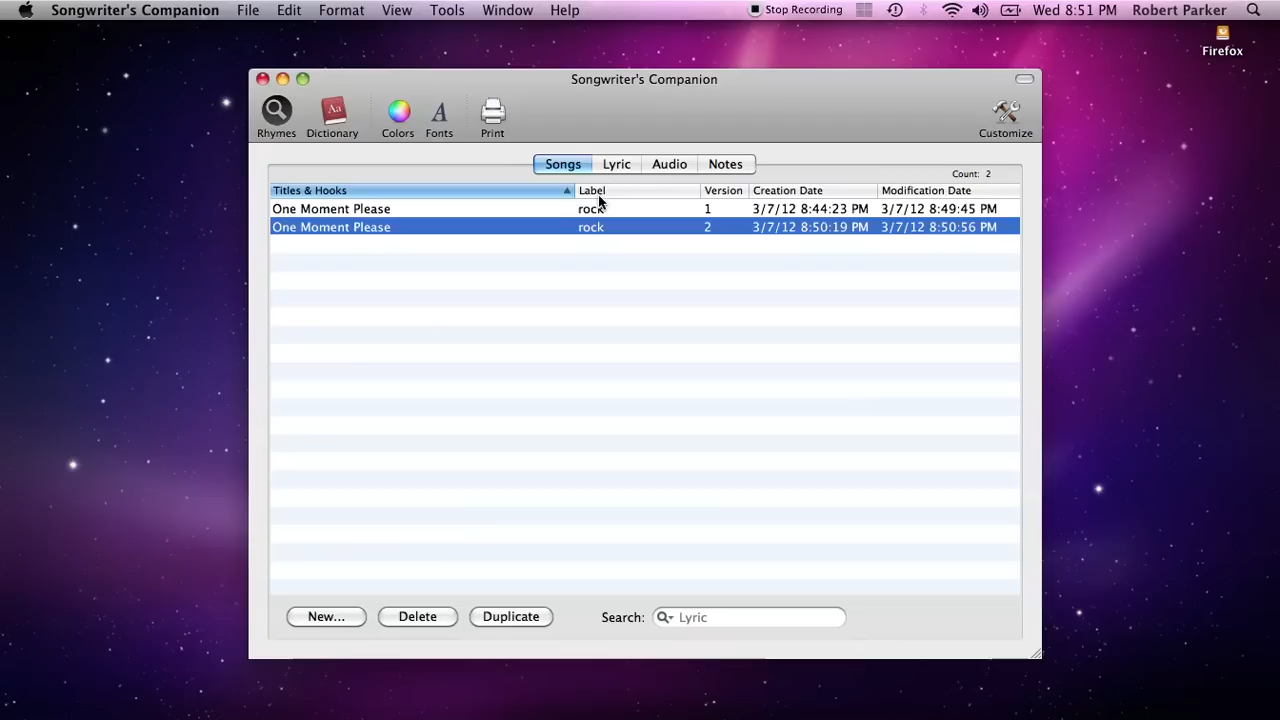 Songwriter's Companion File Edit Format View Tools Window Help Stop Recording Wed 8:51 PM Robert Parker
Firefox
Songwriter's Companion
Rhymes Aa Dictionary Colors A Fonts Print Customize
Songs Lyric Audio Notes
Count: 2
Titles & Hooks Label Version Creation Date Modification Date
One Moment Please rock 1 3/7/12 8:44:23 PM 3/7/12 8:49:45 PM
One Moment Please rock 2 3/7/12 8:50:19 PM 3/7/12 8:50:56 PM
New... Delete Duplicate Search: Lyric